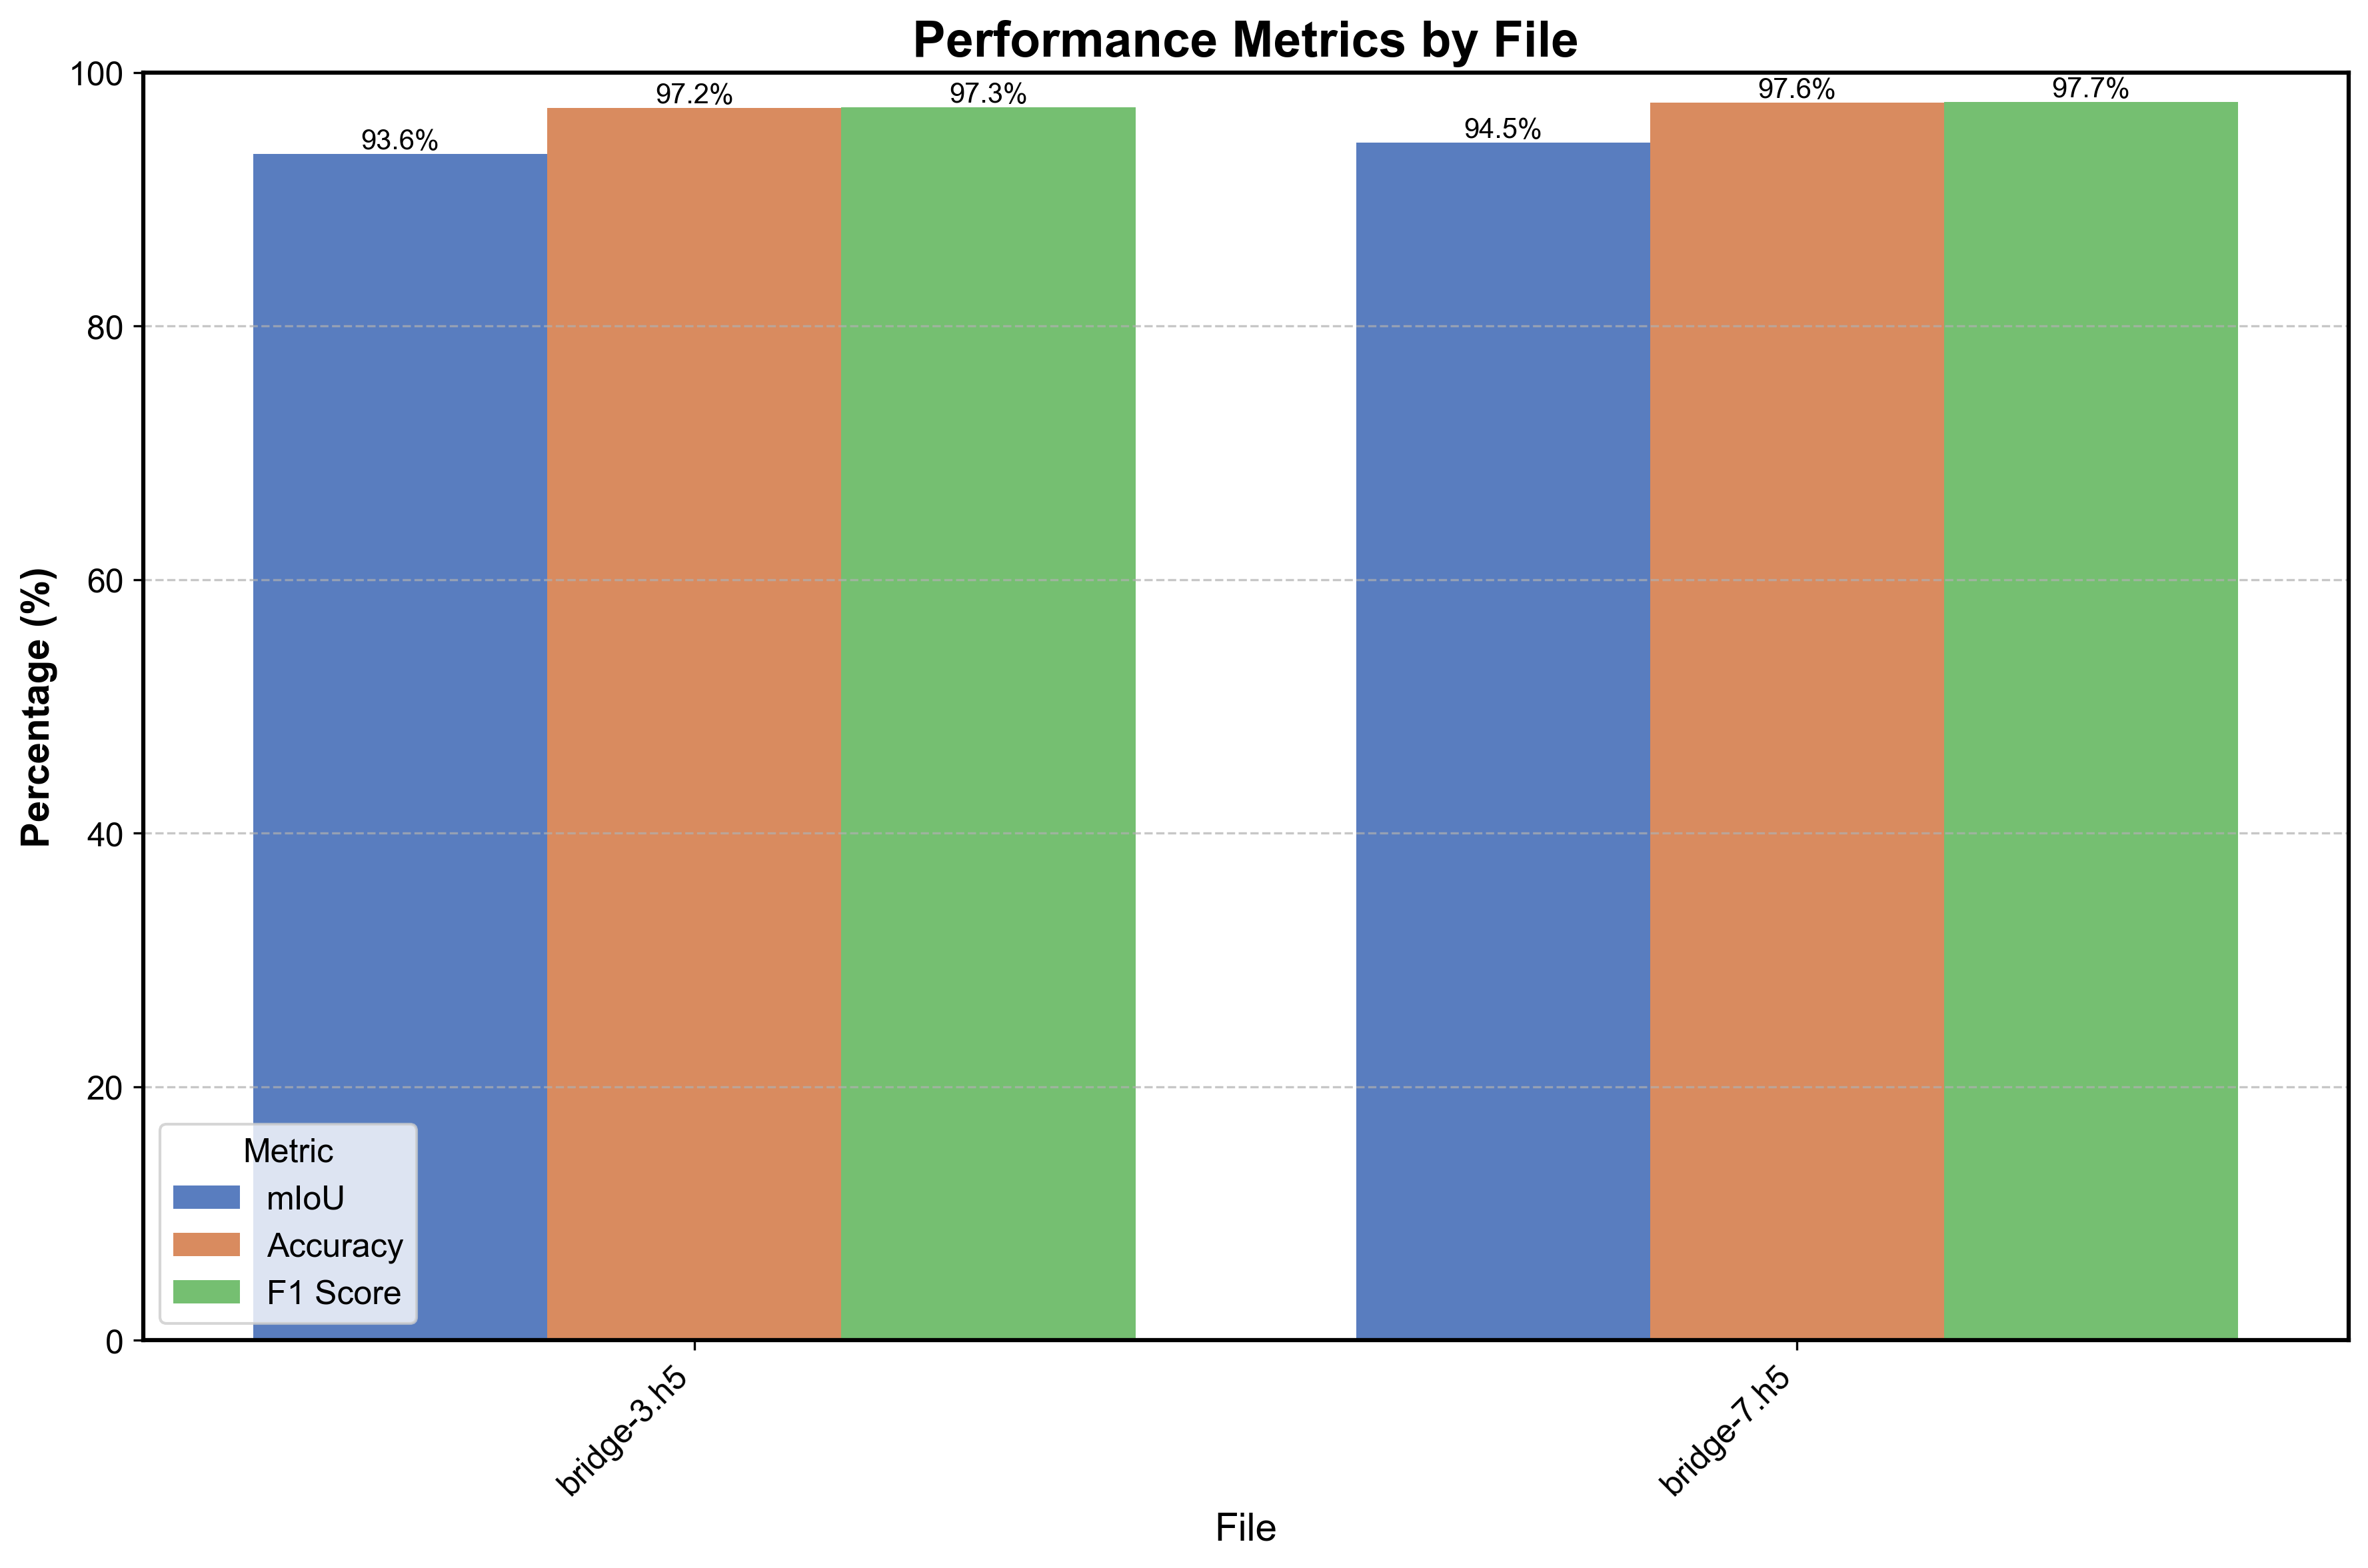 Performance Metrics by File
100
80
60
40
20
0
Percentage (%)
93.6%
97.2%
97.3%
94.5%
97.6%
97.7%
Metric
mIoU
Accuracy
F1 Score
bridge-3.h5
bridge-7.h5
File